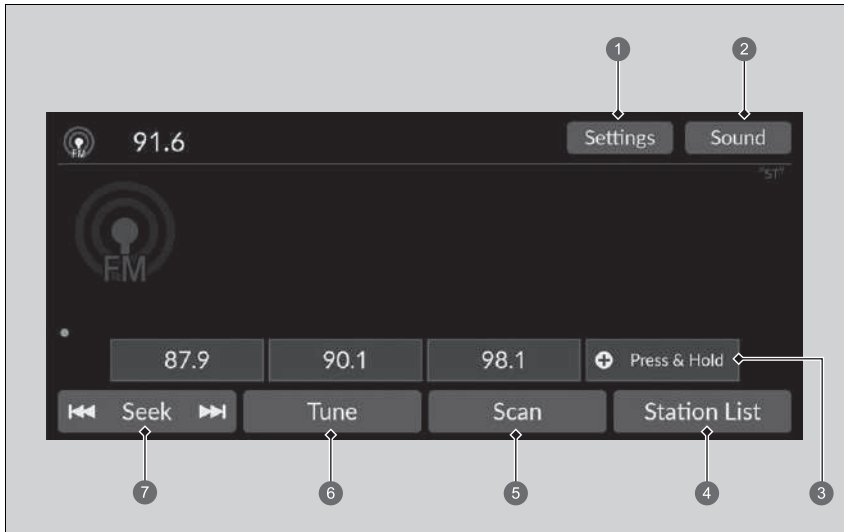 1 2
FM 91.6 Settings Sound
"ST"
FM
87.9 90.1 98.1 Press & Hold 3
Seek Tune Scan Station List
7 6 5 4